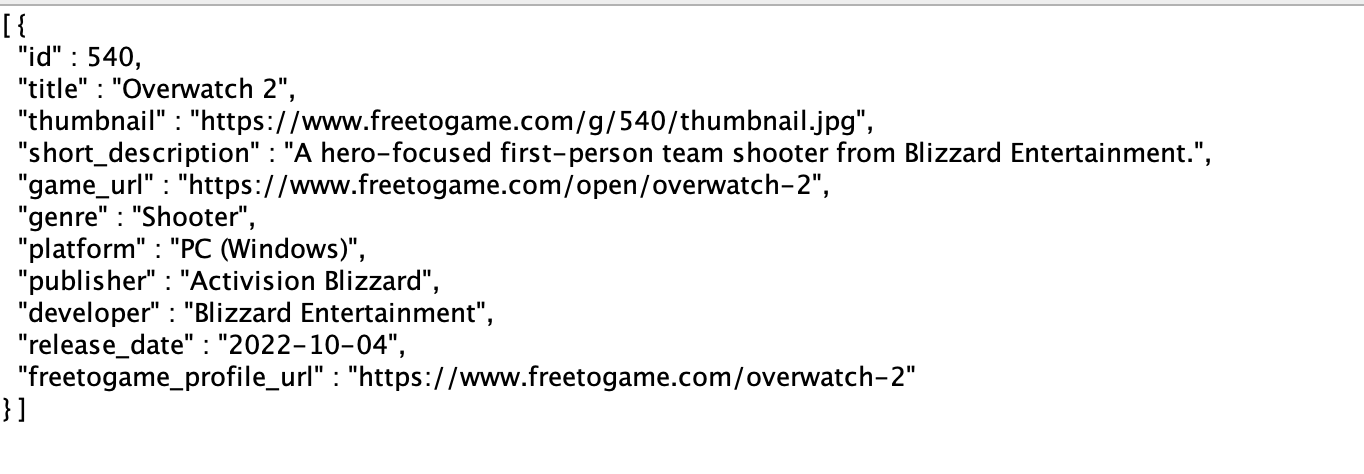 [ {
"id" : 540,
"title" : "Overwatch 2",
"thumbnail" : "https://www.freetogame.com/g/540/thumbnail.jpg",
"short_description" : "A hero-focused first-person team shooter from Blizzard Entertainment.",
"game_url" : "https://www.freetogame.com/open/overwatch-2",
"genre" : "Shooter",
"platform" : "PC (Windows)",
"publisher" : "Activision Blizzard",
"developer" : "Blizzard Entertainment",
"release_date" : "2022-10-04",
"freetogame_profile_url" : "https://www.freetogame.com/overwatch-2"
} ]